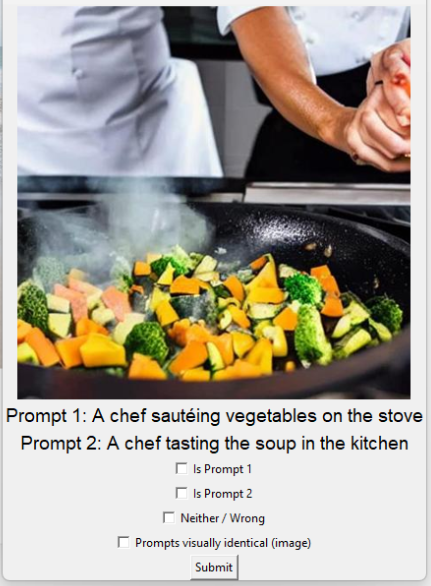 Prompt 1: A chef sautéing vegetables on the stove
Prompt 2: A chef tasting the soup in the kitchen
Is Prompt 1
Is Prompt 2
Neither / Wrong
Prompts visually identical (image)
Submit